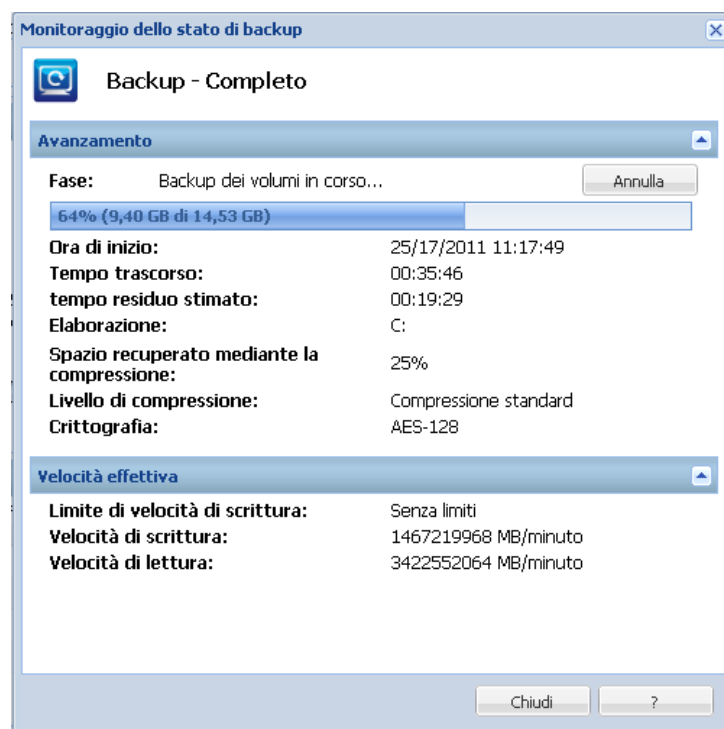 Monitoraggio dello stato di backup
Backup - Completo
Avanzamento
Fase: Backup dei volumi in corso... Annulla
64% (9,40 GB di 14,53 GB)
Ora di inizio: 25/17/2011 11:17:49
Tempo trascorso: 00:35:46
tempo residuo stimato: 00:19:29
Elaborazione: C:
Spazio recuperato mediante la
compressione: 25%
Livello di compressione: Compressione standard
Crittografia: AES-128
Velocità effettiva
Limite di velocità di scrittura: Senza limiti
Velocità di scrittura: 1467219968 MB/minuto
Velocità di lettura: 3422552064 MB/minuto
Chiudi ?